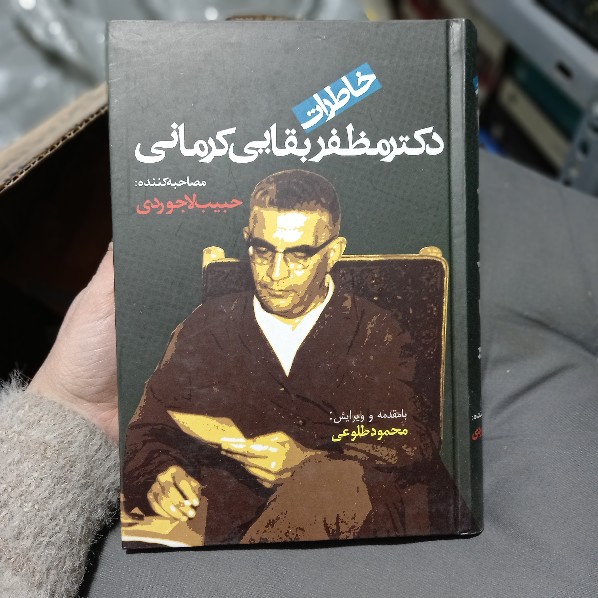 خاطرات
دکتر مظفر بقایی کرمانی
مصاحبه‌کننده:
حبیب لاجوردی
با مقدمه و ویرایش:
محمود طلوعی